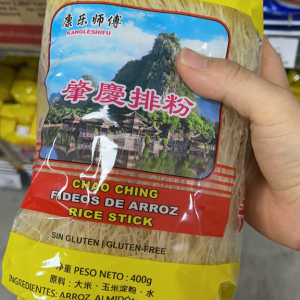 康乐师傅
KANGLESHIFU
肇慶排粉
CHAO CHING
FIDEOS DE ARROZ
RICE STICK
SIN GLUTEN | GLUTEN-FREE
净重 PESO NETO : 400g
原料 : 大米 · 玉米淀粉 · 水
INGREDIENTES: ARROZ, ALMIDÓN